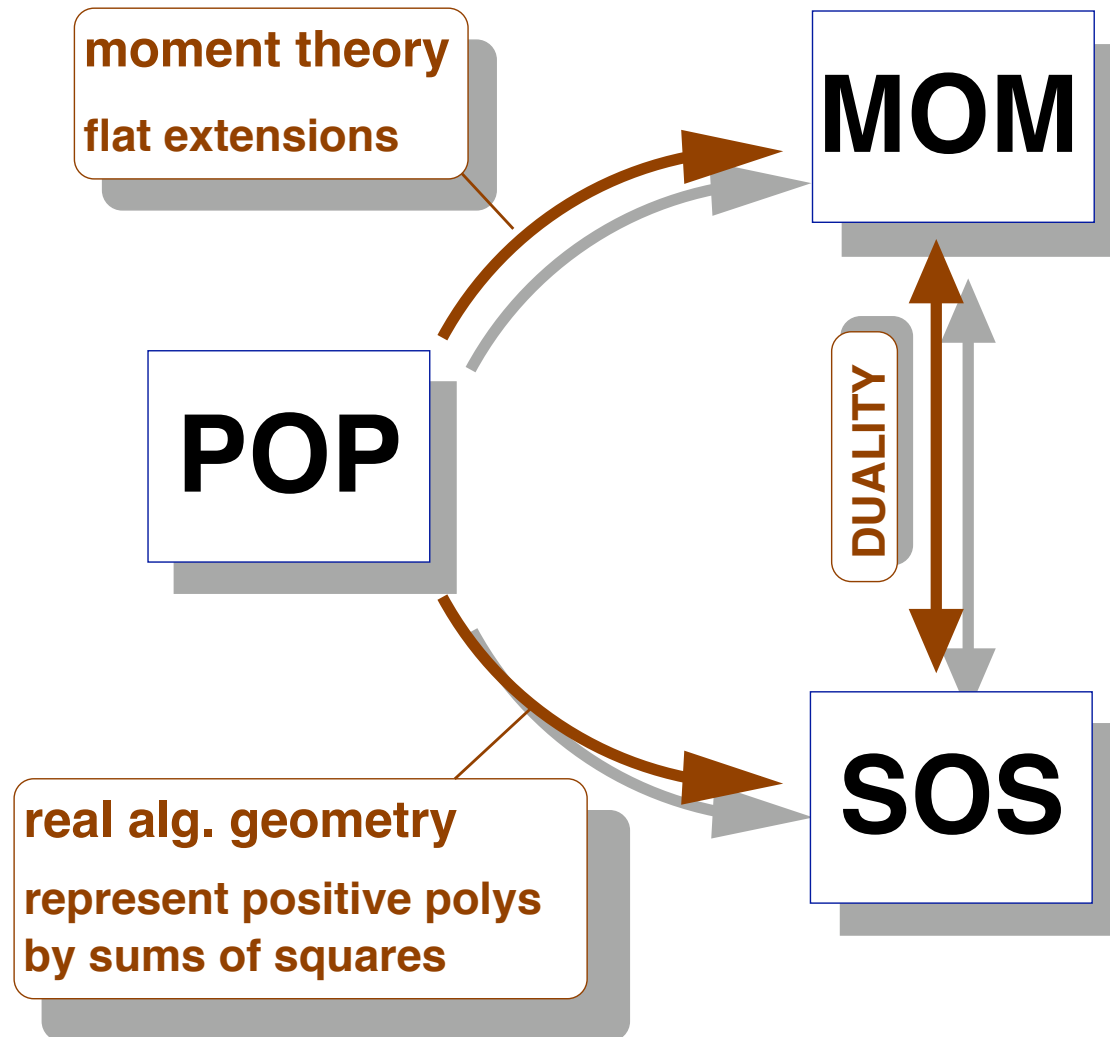 moment theory
flat extensions
MOM
POP
DUALITY
SOS
real alg. geometry
represent positive polys
by sums of squares